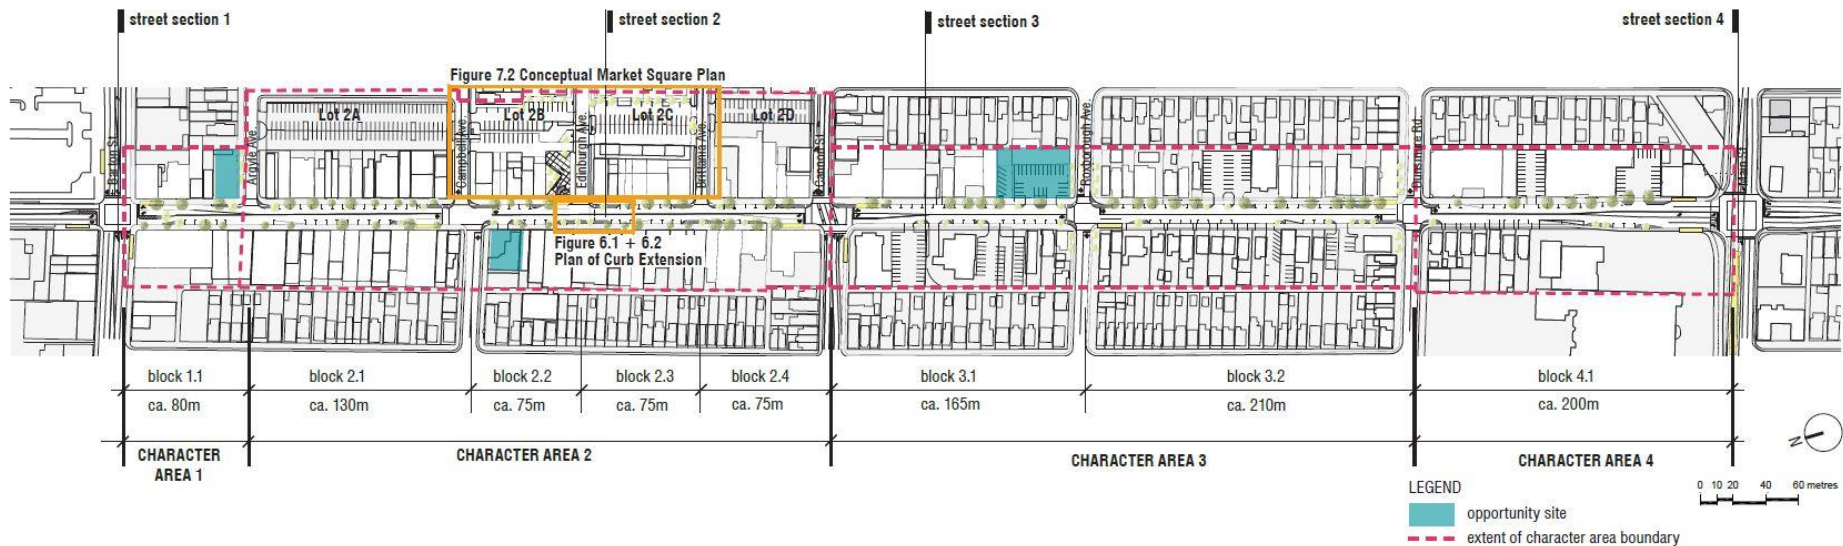 street section 1
street section 2
street section 3
street section 4
Figure 7.2 Conceptual Market Square Plan
Lot 2A
Lot 2B
Lot 2C
Lot 2D
Barton St
Argyle Ave.
Campbell Ave.
Edinburgh Ave.
Brittania Ave.
Cannon St
Roxborough Ave.
Dunsmure Rd.
Main St
Figure 6.1 + 6.2
Plan of Curb Extension
block 1.1
block 2.1
block 2.2
block 2.3
block 2.4
block 3.1
block 3.2
block 4.1
ca. 80m
ca. 130m
ca. 75m
ca. 75m
ca. 75m
ca. 165m
ca. 210m
ca. 200m
CHARACTER
AREA 1
CHARACTER AREA 2
CHARACTER AREA 3
CHARACTER AREA 4
N
LEGEND
opportunity site
extent of character area boundary
0 10 20 40 60 metres